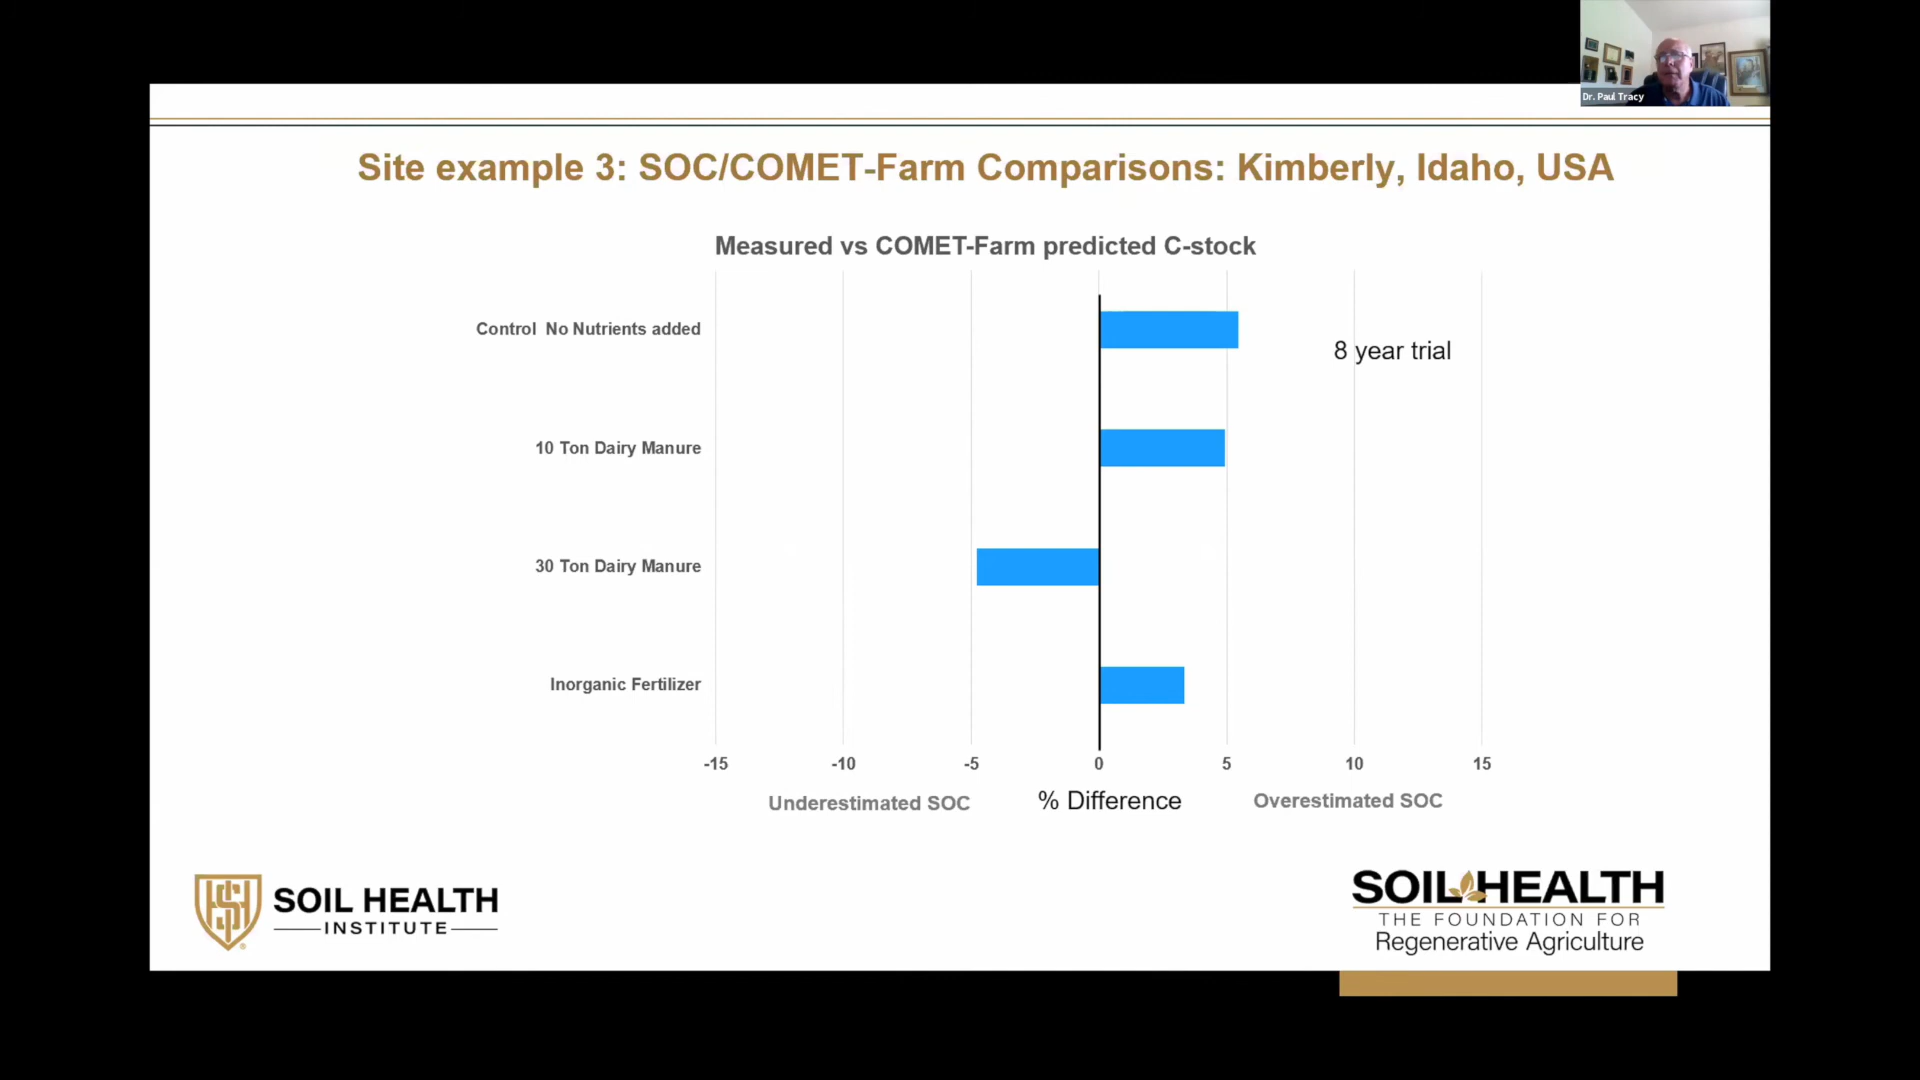 Dr. Paul Tracy
Site example 3: SOC/COMET-Farm Comparisons: Kimberly, Idaho, USA
Measured vs COMET-Farm predicted C-stock
Control No Nutrients added
8 year trial
10 Ton Dairy Manure
30 Ton Dairy Manure
Inorganic Fertilizer
-15 -10 -5 0 5 10 15
Underestimated SOC % Difference Overestimated SOC
SOIL HEALTH
INSTITUTE
SOIL HEALTH
THE FOUNDATION FOR
Regenerative Agriculture